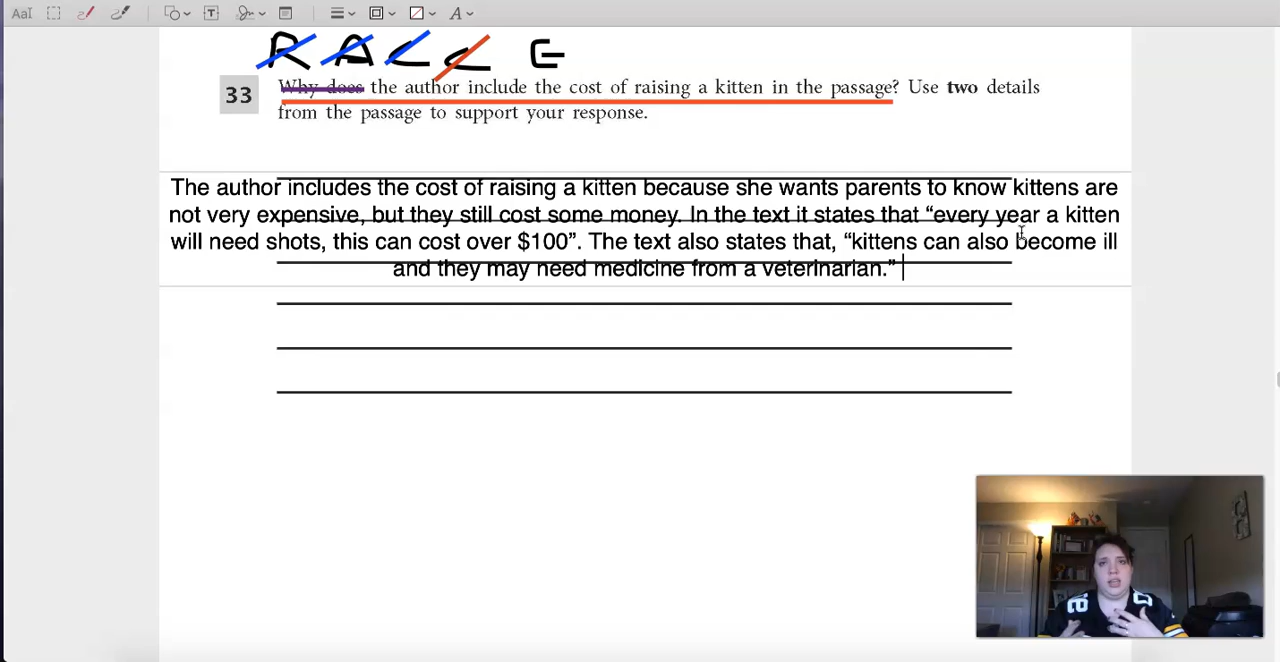 AaI T A
R A C C E
33
Why does the author include the cost of raising a kitten in the passage? Use two details
from the passage to support your response.
The author includes the cost of raising a kitten because she wants parents to know kittens are
not very expensive, but they still cost some money. In the text it states that “every year a kitten
will need shots, this can cost over $100”. The text also states that, “kittens can also become ill
and they may need medicine from a veterinarian.”